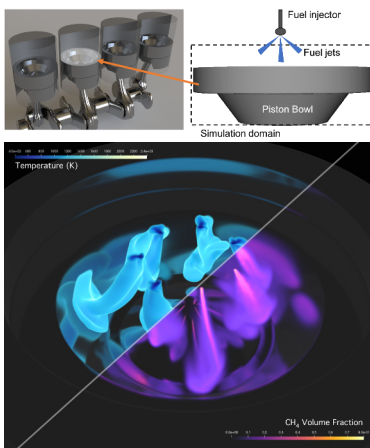 Fuel injector
Fuel jets
Piston Bowl
Simulation domain
Temperature (K)
CH₄ Volume Fraction